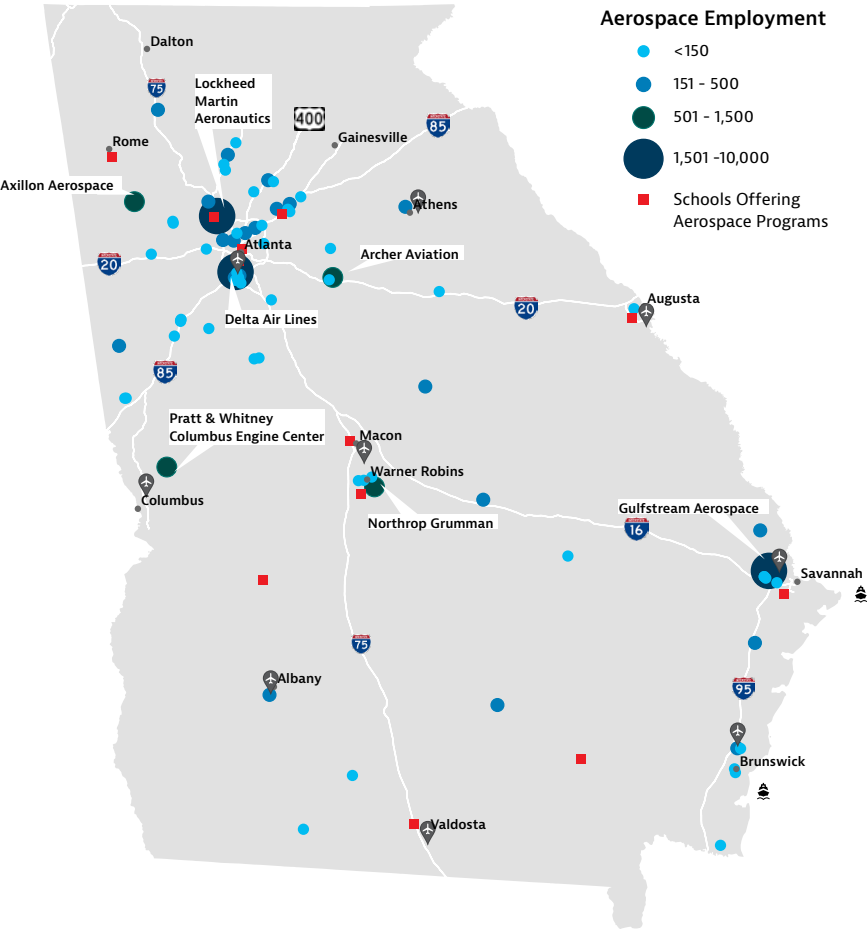 Aerospace Employment
<150
151 - 500
501 - 1,500
1,501 -10,000
Schools Offering
Aerospace Programs
Dalton
75
Lockheed
Martin
Aeronautics
400
85
Gainesville
Rome
Axillon Aerospace
Athens
Atlanta
Archer Aviation
20
Augusta
20
Delta Air Lines
85
Pratt & Whitney
Columbus Engine Center
Macon
Warner Robins
Columbus
Northrop Grumman
Gulfstream Aerospace
16
Savannah
75
Albany
95
Brunswick
Valdosta